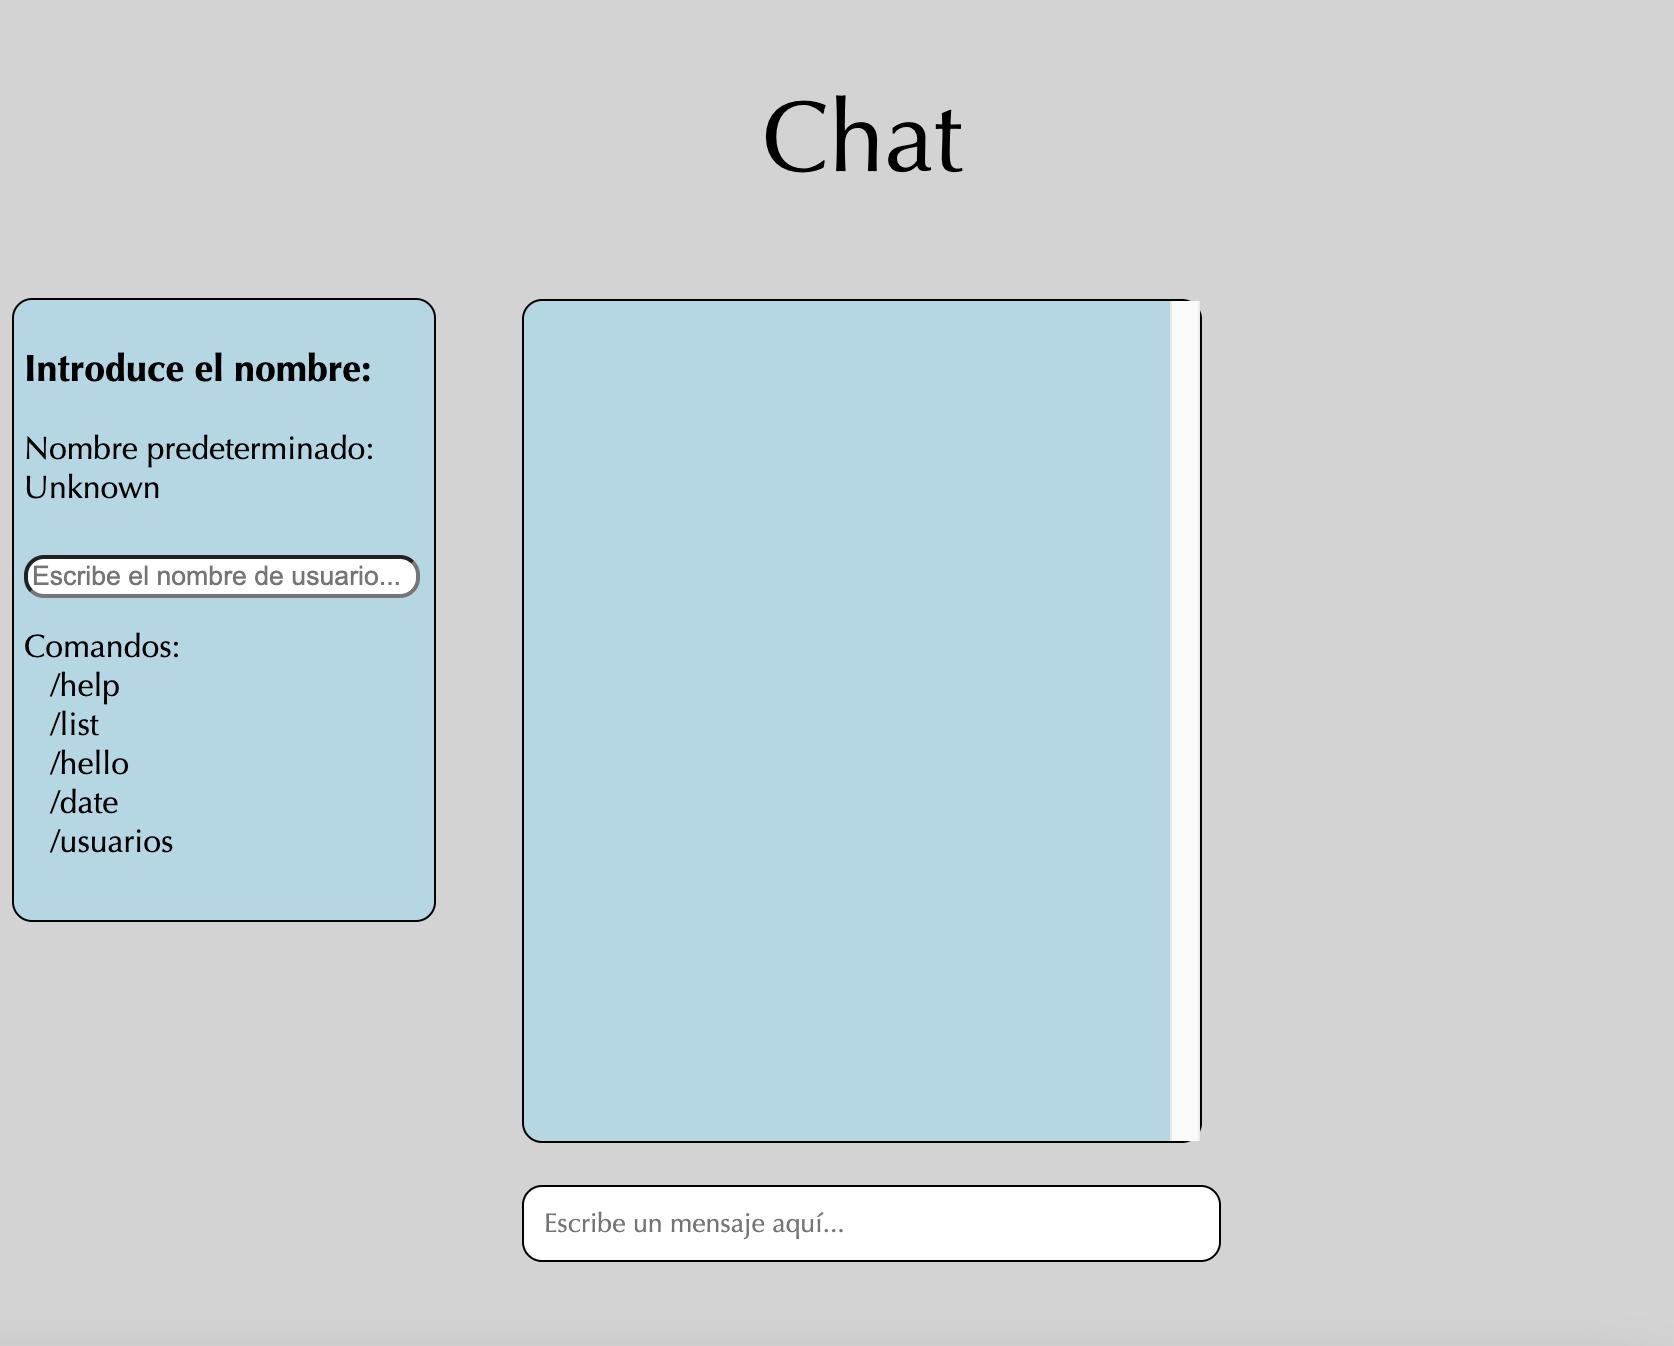 Chat
Introduce el nombre:
Nombre predeterminado:
Unknown
Escribe el nombre de usuario...
Comandos:
/help
/list
/hello
/date
/usuarios
Escribe un mensaje aquí...